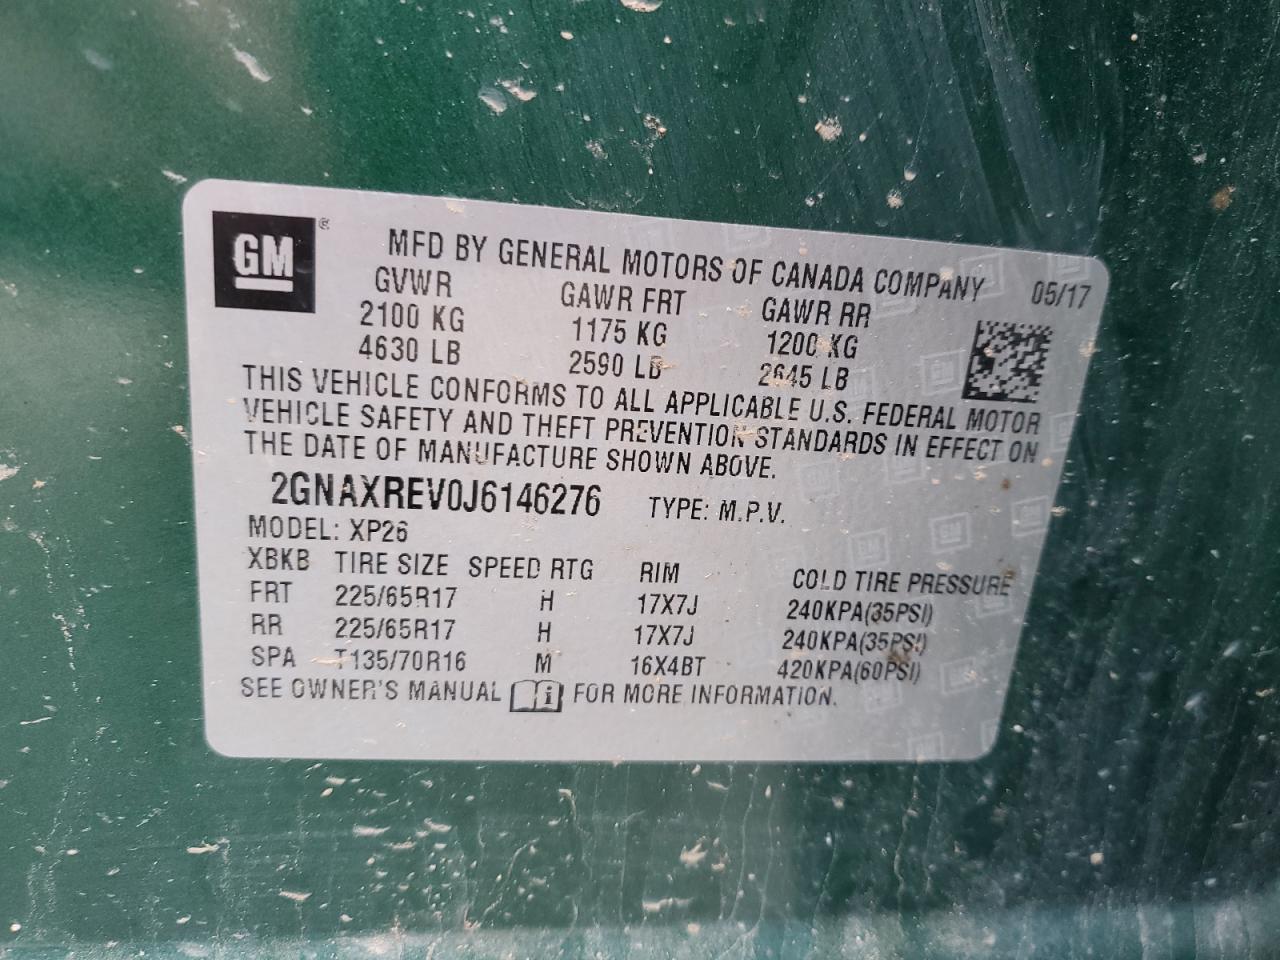 GM ®
MFD BY GENERAL MOTORS OF CANADA COMPANY 05/17
GVWR GAWR FRT GAWR RR
2100 KG 1175 KG 1200 KG
4630 LB 2590 LB 2645 LB
THIS VEHICLE CONFORMS TO ALL APPLICABLE U.S. FEDERAL MOTOR
VEHICLE SAFETY AND THEFT PREVENTION STANDARDS IN EFFECT ON
THE DATE OF MANUFACTURE SHOWN ABOVE.
2GNAXREV0J6146276 TYPE: M.P.V.
MODEL: XP26
XBKB TIRE SIZE SPEED RTG RIM COLD TIRE PRESSURE
FRT 225/65R17 H 17X7J 240KPA(35PSI)
RR 225/65R17 H 17X7J 240KPA(35PSI)
SPA T135/70R16 M 16X4BT 420KPA(60PSI)
SEE OWNER'S MANUAL i FOR MORE INFORMATION.